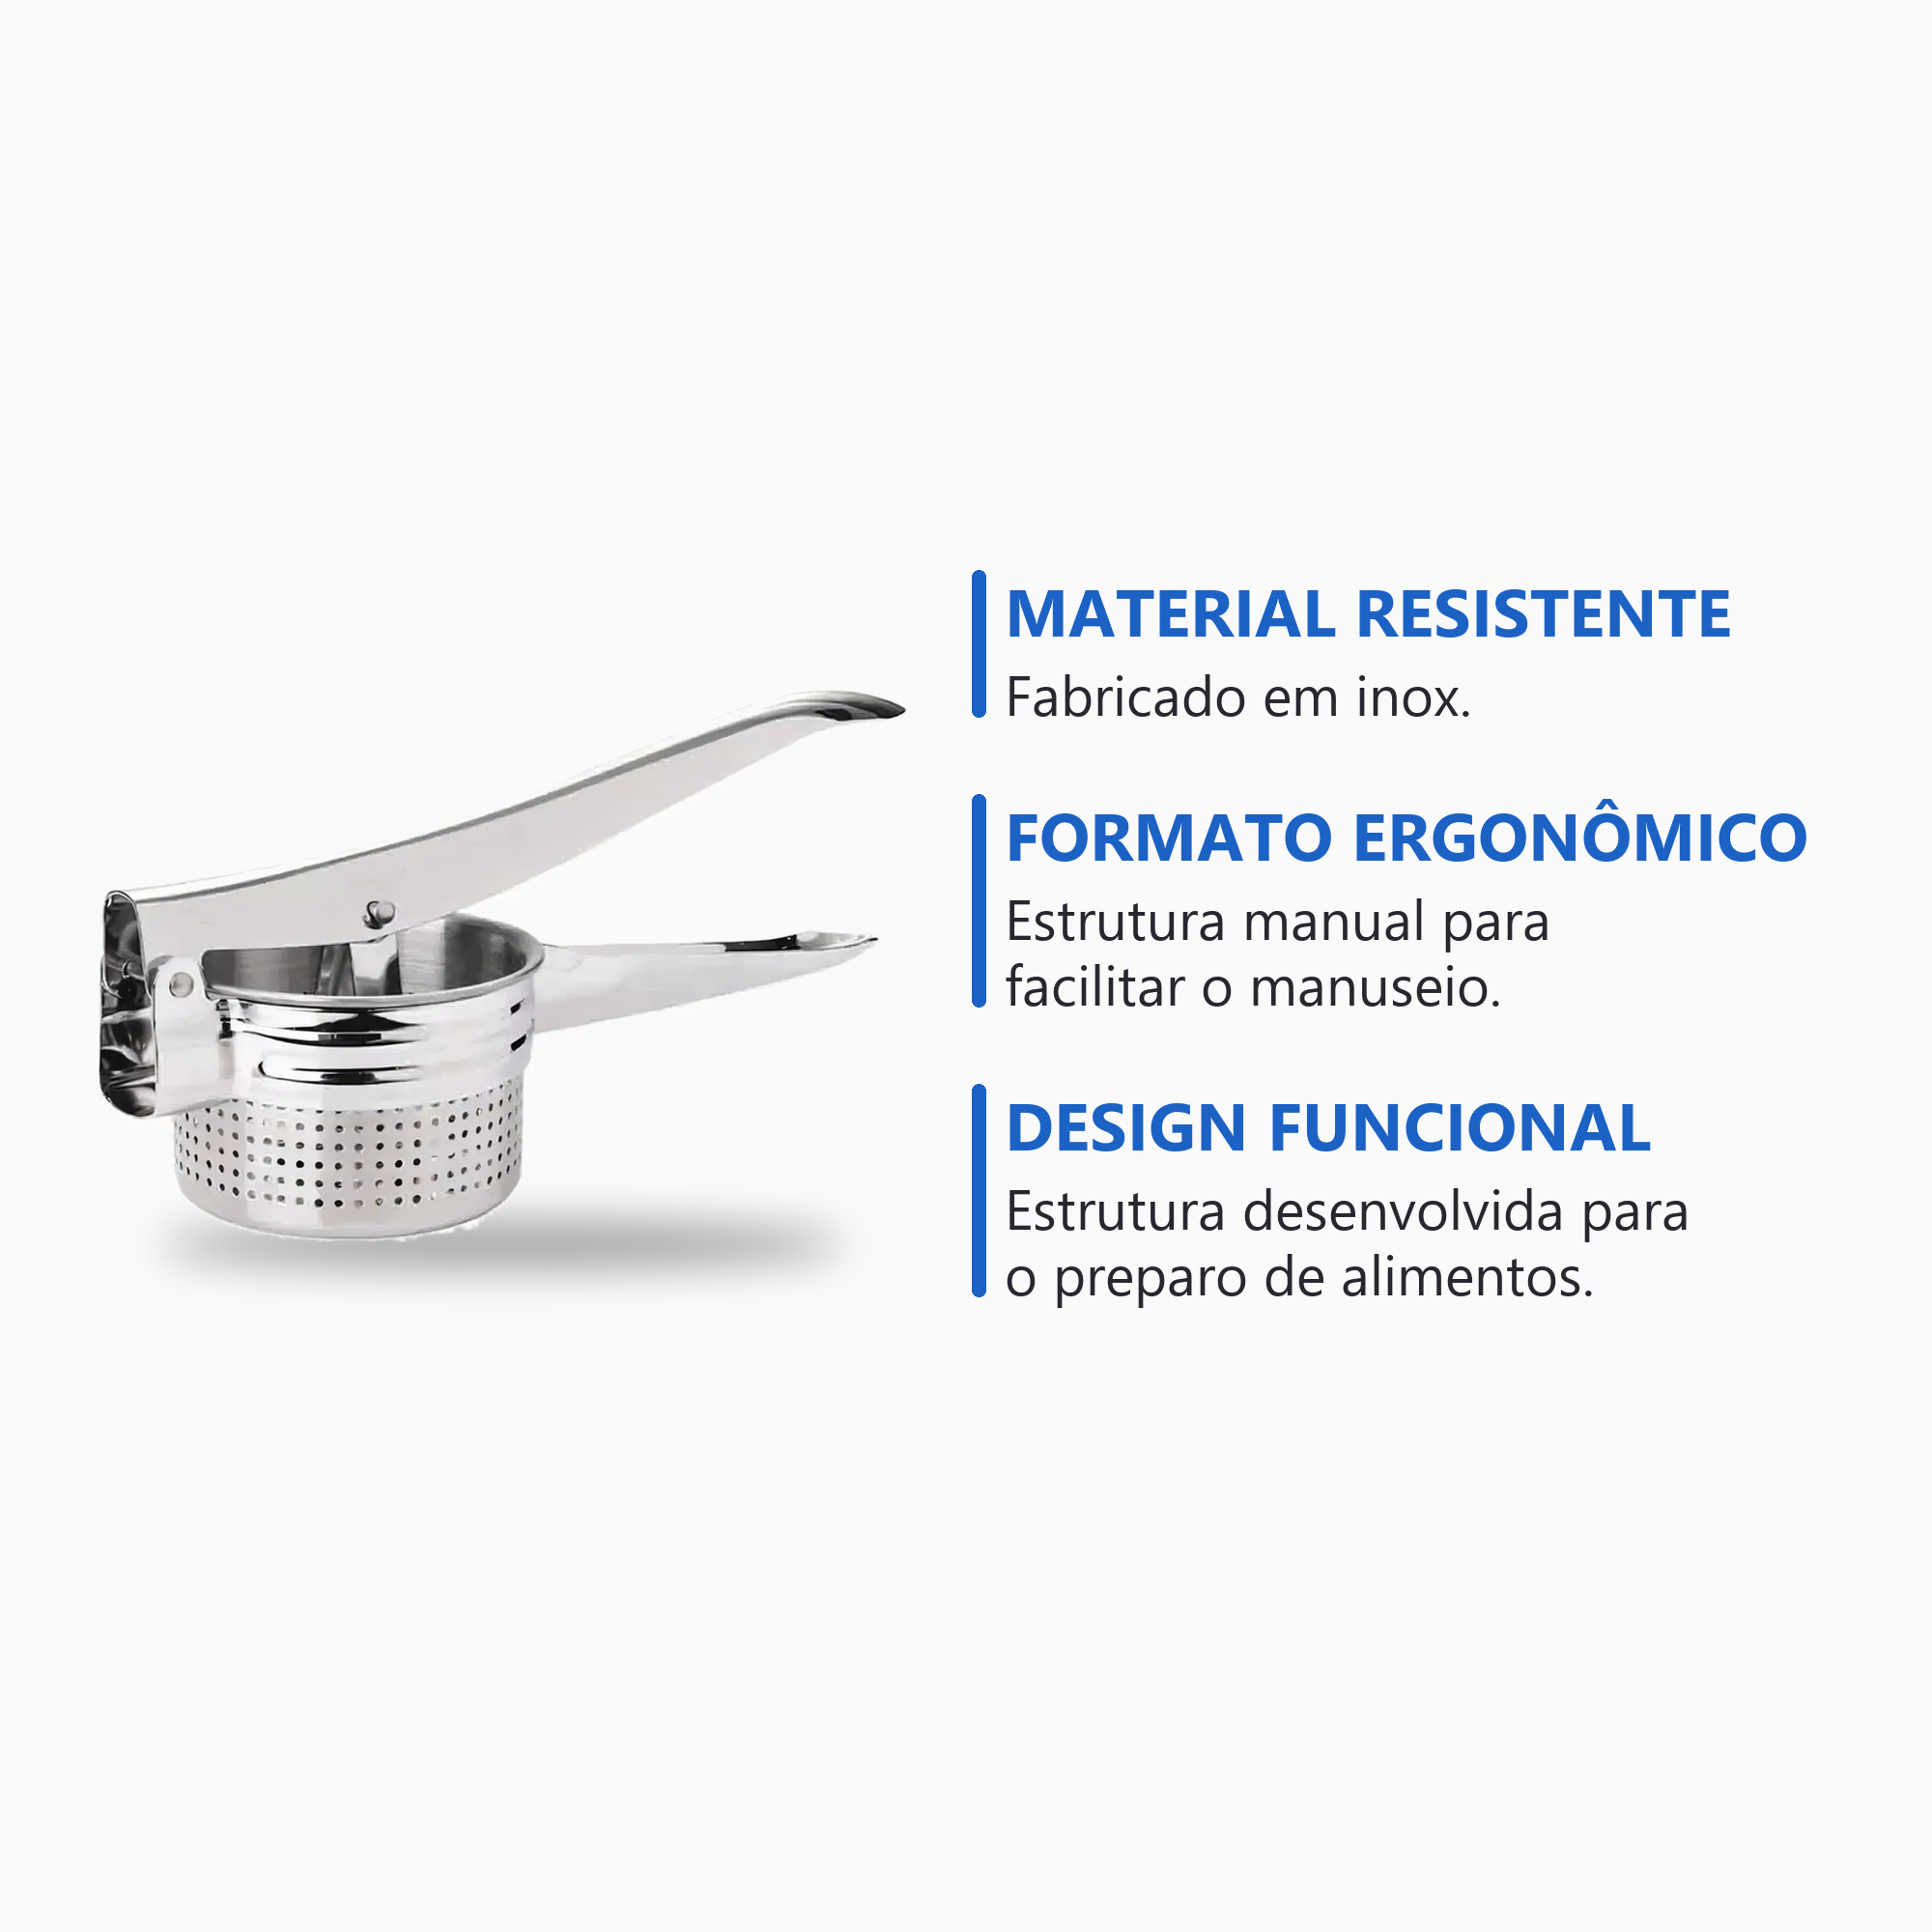 MATERIAL RESISTENTE
Fabricado em inox.
FORMATO ERGONÔMICO
Estrutura manual para
facilitar o manuseio.
DESIGN FUNCIONAL
Estrutura desenvolvida para
o preparo de alimentos.